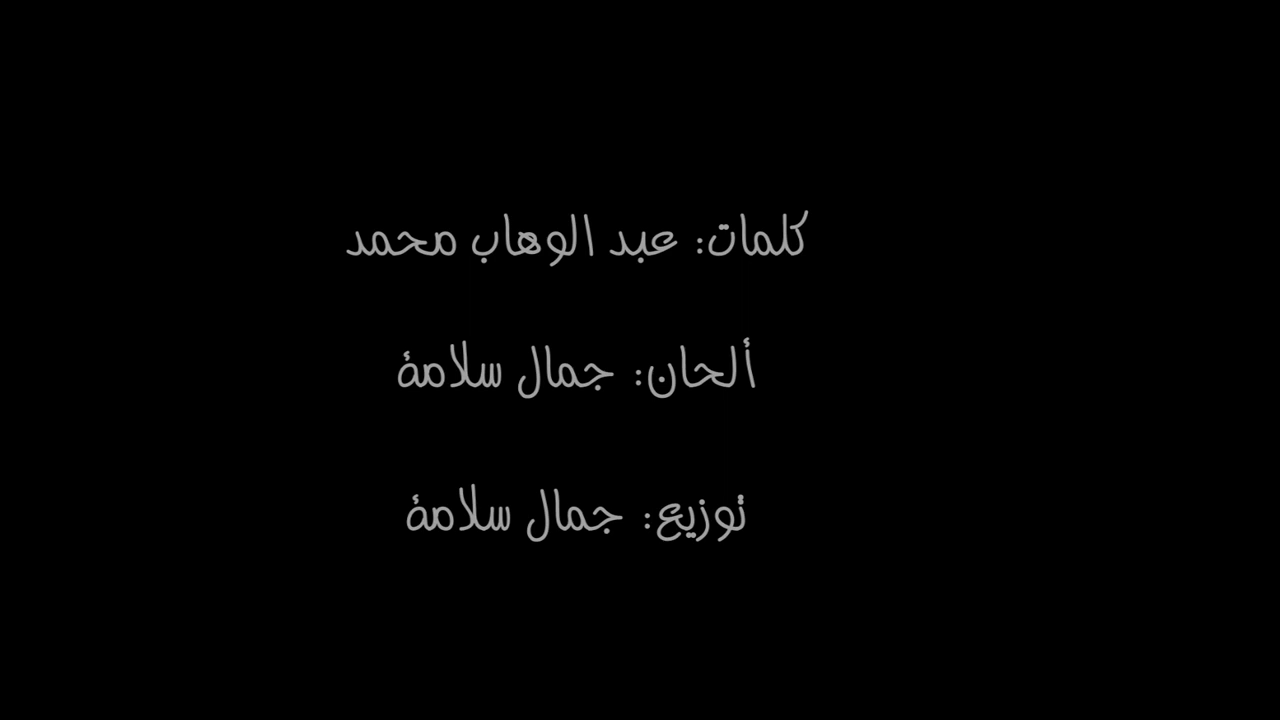 كلمات: عبد الوهاب محمد
ألحان: جمال سلامة
توزيع: جمال سلامة